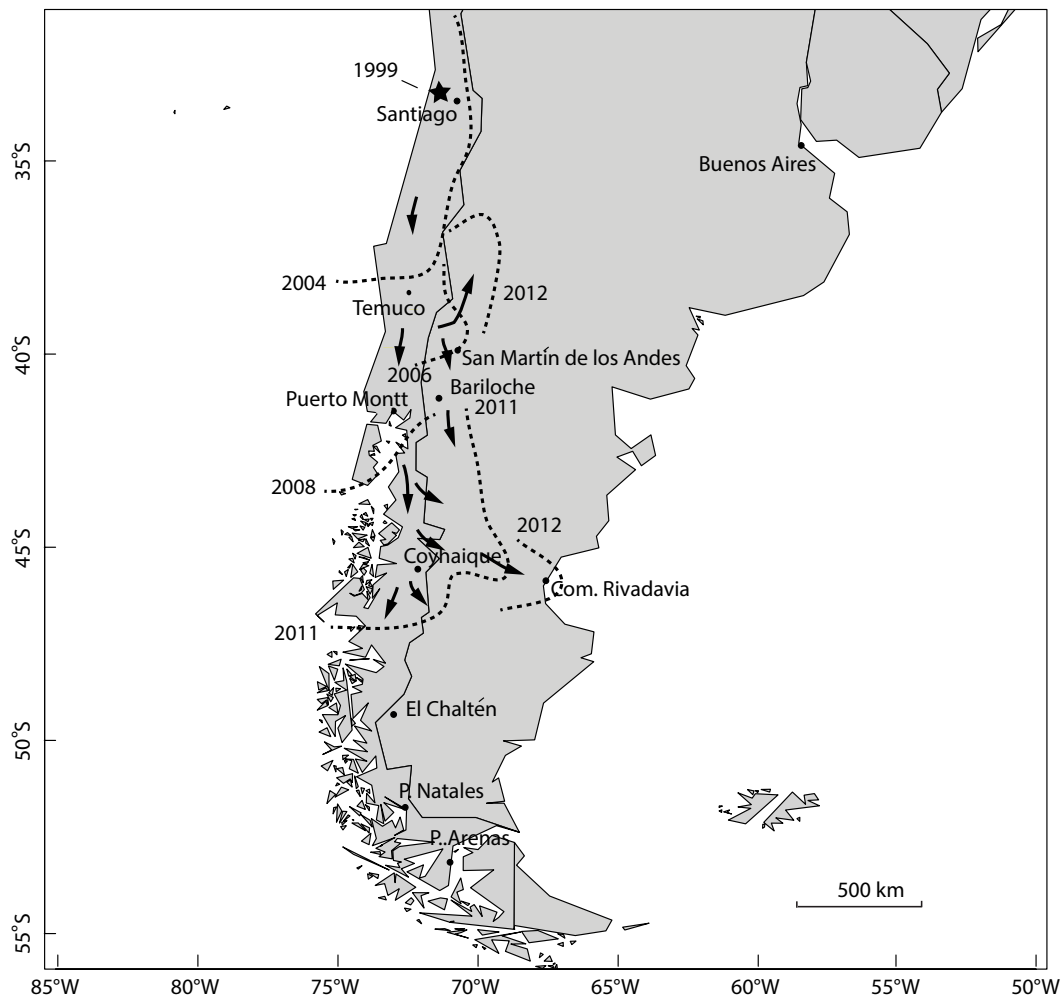 1999
Santiago
35°S
Buenos Aires
2004
2012
Temuco
40°S
San Martín de los Andes
2006
Bariloche
Puerto Montt
2011
2008
2012
45°S
Coyhaique
Com. Rivadavia
2011
El Chaltén
50°S
P. Natales
P..Arenas
500 km
55°S
85°W 80°W 75°W 70°W 65°W 60°W 55°W 50°W